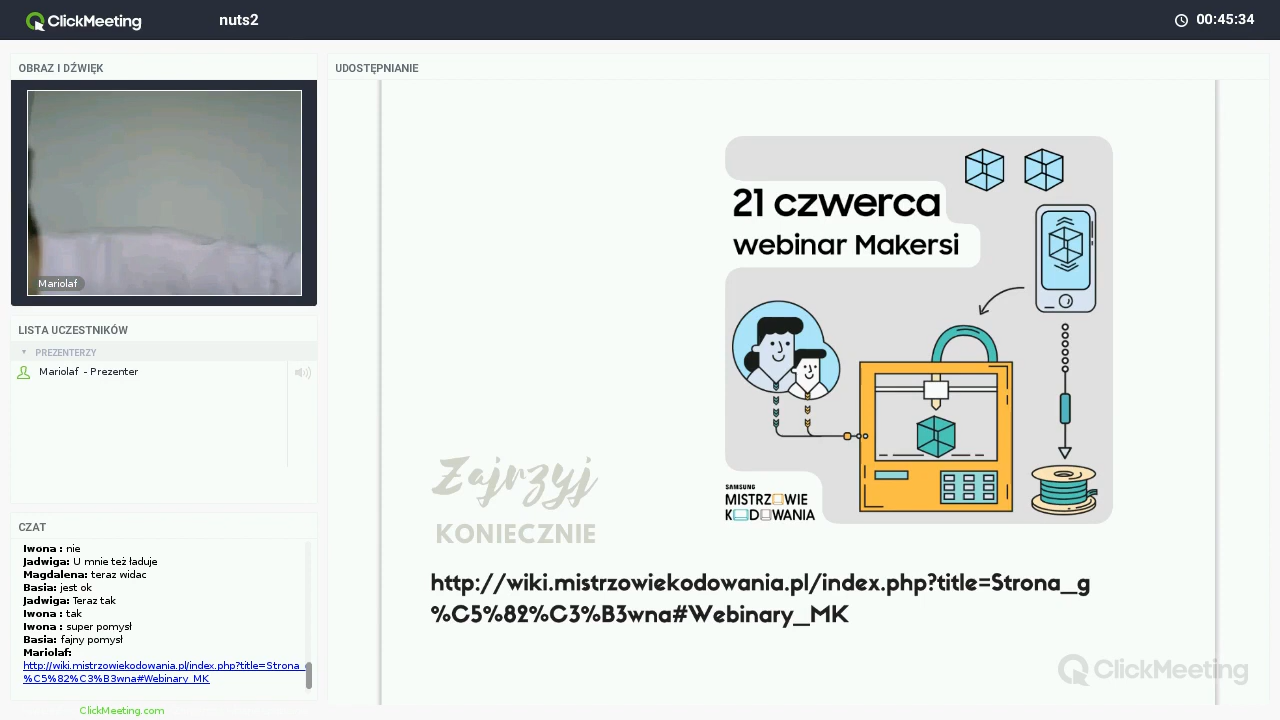 ClickMeeting
nuts2
00:45:34
OBRAZ I DŹWIĘK
Mariolaf
LISTA UCZESTNIKÓW
PREZENTERZY
Mariolaf - Prezenter
CZAT
Iwona : nie
Jadwiga: U mnie też ładuje
Magdalena: teraz widac
Basia: jest ok
Jadwiga: Teraz tak
Iwona : tak
Iwona : super pomysł
Basia: fajny pomysł
Mariolaf:
http://wiki.mistrzowiekodowania.pl/index.php?title=Strona_
%C5%82%C3%B3wna#Webinary_MK
ClickMeeting.com
UDOSTĘPNIANIE
21 czwerca
webinar Makersi
SAMSUNG
MISTRZOWIE
KODOWANIA
Zajrzyj
KONIECZNIE
http://wiki.mistrzowiekodowania.pl/index.php?title=Strona_g
%C5%82%C3%B3wna#Webinary_MK
ClickMeeting